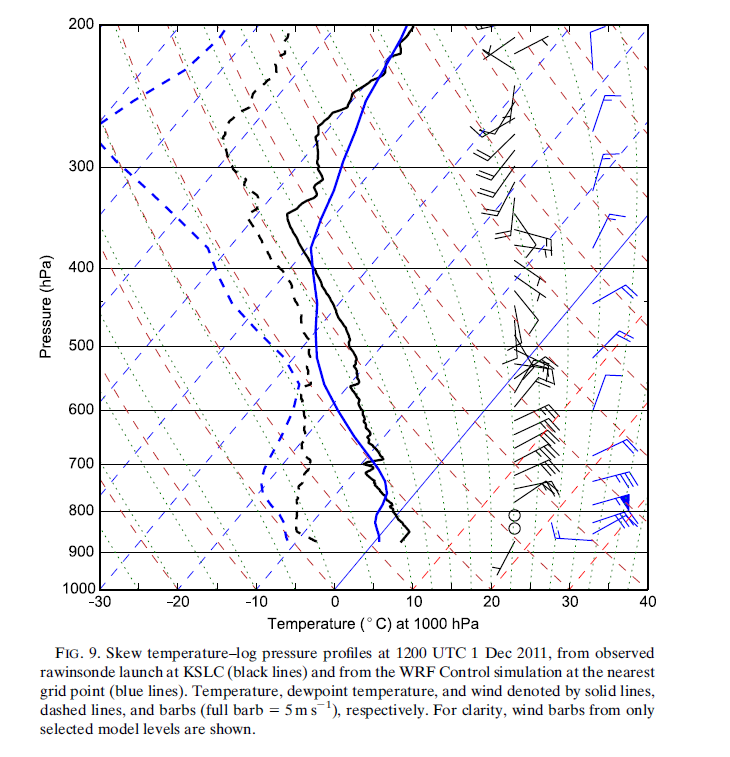 200
300
400
500
600
700
800
900
1000
Pressure (hPa)
-30 -20 -10 0 10 20 30 40
Temperature (°C) at 1000 hPa
FIG. 9. Skew temperature–log pressure profiles at 1200 UTC 1 Dec 2011, from observed
rawinsonde launch at KSLC (black lines) and from the WRF Control simulation at the nearest
grid point (blue lines). Temperature, dewpoint temperature, and wind denoted by solid lines,
dashed lines, and barbs (full barb = 5 m s⁻¹), respectively. For clarity, wind barbs from only
selected model levels are shown.